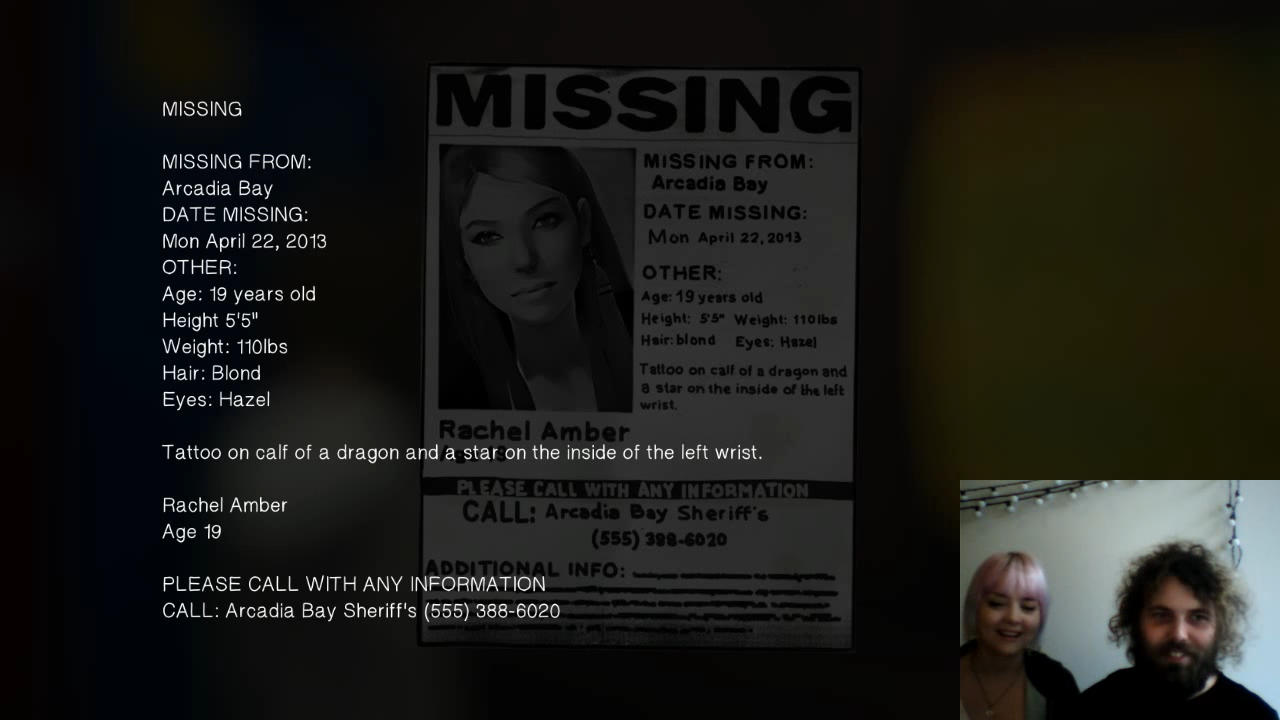 MISSING
MISSING FROM:
Arcadia Bay
DATE MISSING:
Mon April 22, 2013
OTHER:
Age: 19 years old
Height 5'5"
Weight: 110lbs
Hair: Blond
Eyes: Hazel
Tattoo on calf of a dragon and a star on the inside of the left wrist.
Rachel Amber
Age 19
PLEASE CALL WITH ANY INFORMATION
CALL: Arcadia Bay Sheriff's (555) 388-6020
MISSING
MISSING FROM:
Arcadia Bay
DATE MISSING:
Mon April 22, 2013
OTHER:
Age: 19 years old
Height: 5'5" Weight: 110lbs
Hair: blond Eyes: Hazel
Tattoo on calf of a dragon and
a star on the inside of the left
wrist.
Rachel Amber
PLEASE CALL WITH ANY INFORMATION
CALL: Arcadia Bay Sheriff's
(555) 388-6020
ADDITIONAL INFO: